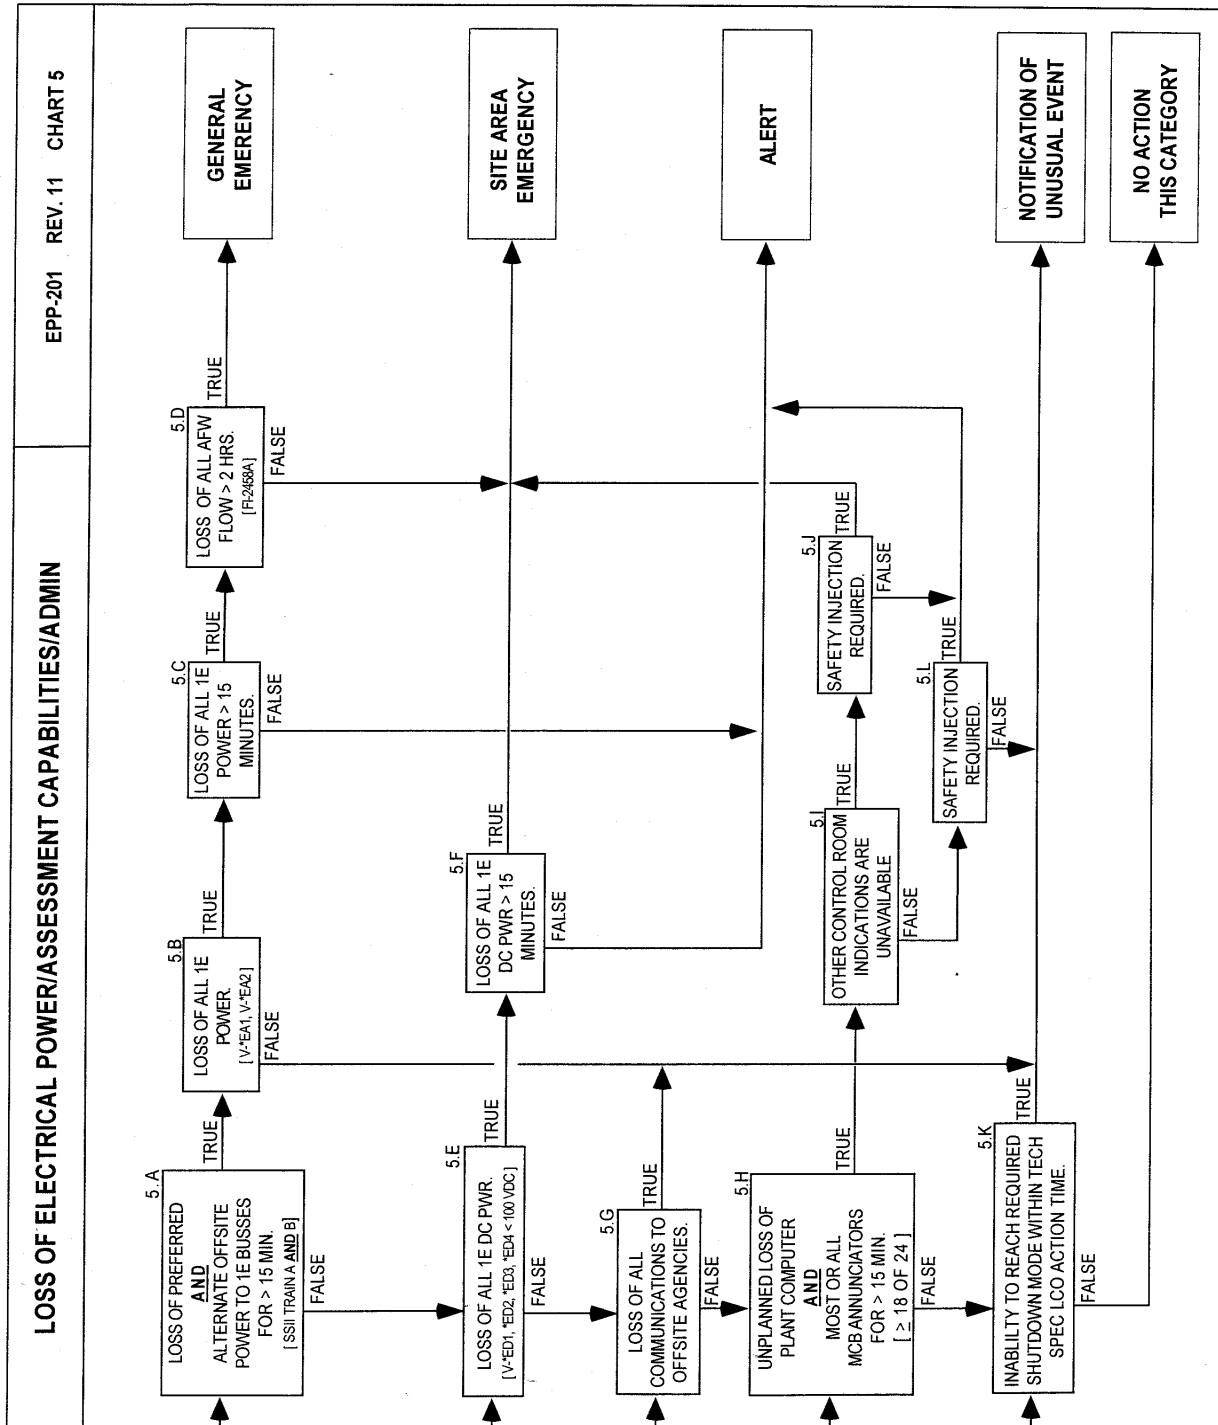 LOSS OF ELECTRICAL POWER/ASSESSMENT CAPABILITIES/ADMIN
EPP-201 REV. 11 CHART 5
5.A
LOSS OF PREFERRED
AND
ALTERNATE OFFSITE
POWER TO 1E BUSSES
FOR > 15 MIN.
[ SSII TRAIN A AND B]
TRUE
FALSE
5.B
LOSS OF ALL 1E
POWER.
[ V-*EA1, V-*EA2]
TRUE
FALSE
5.C
LOSS OF ALL 1E
POWER > 15
MINUTES.
TRUE
FALSE
5.D
LOSS OF ALL AFW
FLOW > 2 HRS.
[FI-2458A]
TRUE
FALSE
GENERAL
EMERENCY
5.E
LOSS OF ALL 1E DC PWR.
[V-*ED1, *ED2, *ED3, *ED4 < 100 VDC]
TRUE
FALSE
5.F
LOSS OF ALL 1E
DC PWR > 15
MINUTES.
TRUE
FALSE
SITE AREA
EMERGENCY
5.G
LOSS OF ALL
COMMUNICATIONS TO
OFFSITE AGENCIES.
TRUE
FALSE
ALERT
5.H
UNPLANNED LOSS OF
PLANT COMPUTER
AND
MOST OR ALL
MCB ANNUNCIATORS
FOR > 15 MIN.
[ ≥ 18 OF 24 ]
TRUE
FALSE
5.I
OTHER CONTROL ROOM
INDICATIONS ARE
UNAVAILABLE
TRUE
FALSE
5.J
SAFETY INJECTION
REQUIRED.
TRUE
FALSE
5.L
SAFETY INJECTION
REQUIRED.
TRUE
FALSE
5.K
INABLILTY TO REACH REQUIRED
SHUTDOWN MODE WITHIN TECH
SPEC LCO ACTION TIME.
TRUE
FALSE
NOTIFICATION OF
UNUSUAL EVENT
NO ACTION
THIS CATEGORY